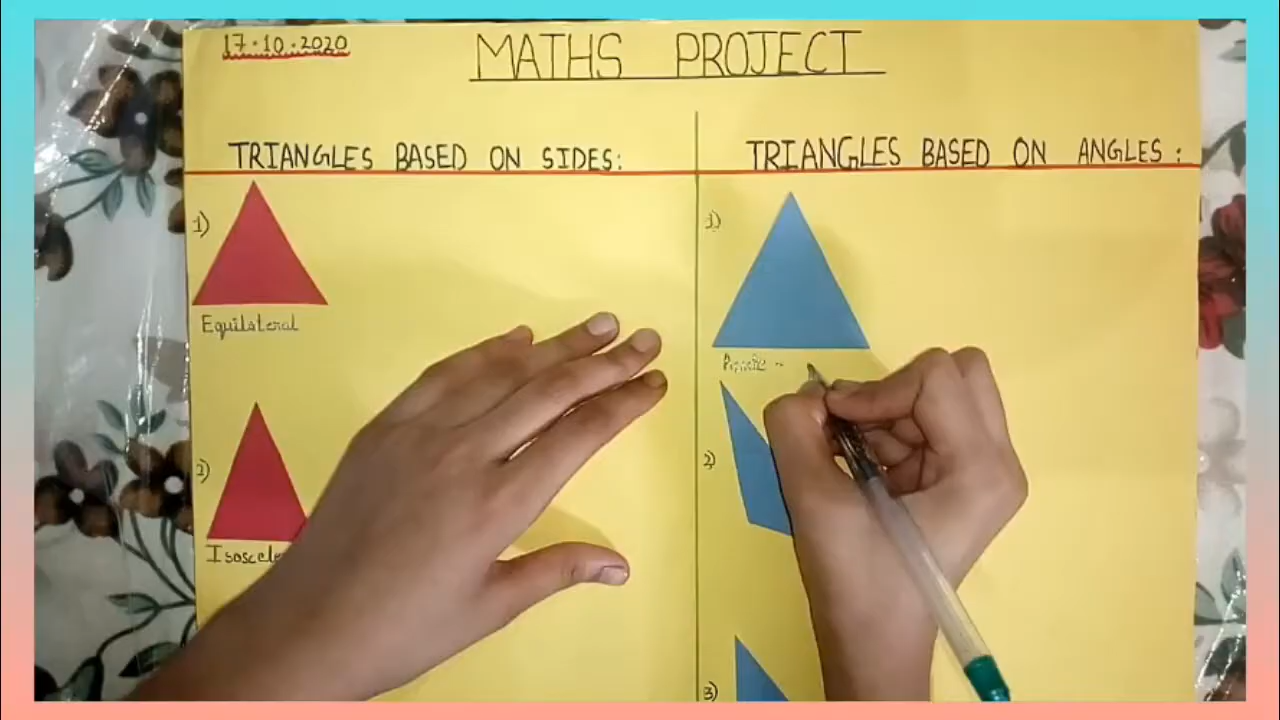 17.10.2020
MATHS PROJECT
TRIANGLES BASED ON SIDES:
1)
Equilateral
2)
Isoscele
TRIANGLES BASED ON ANGLES :
1)
2)
3)